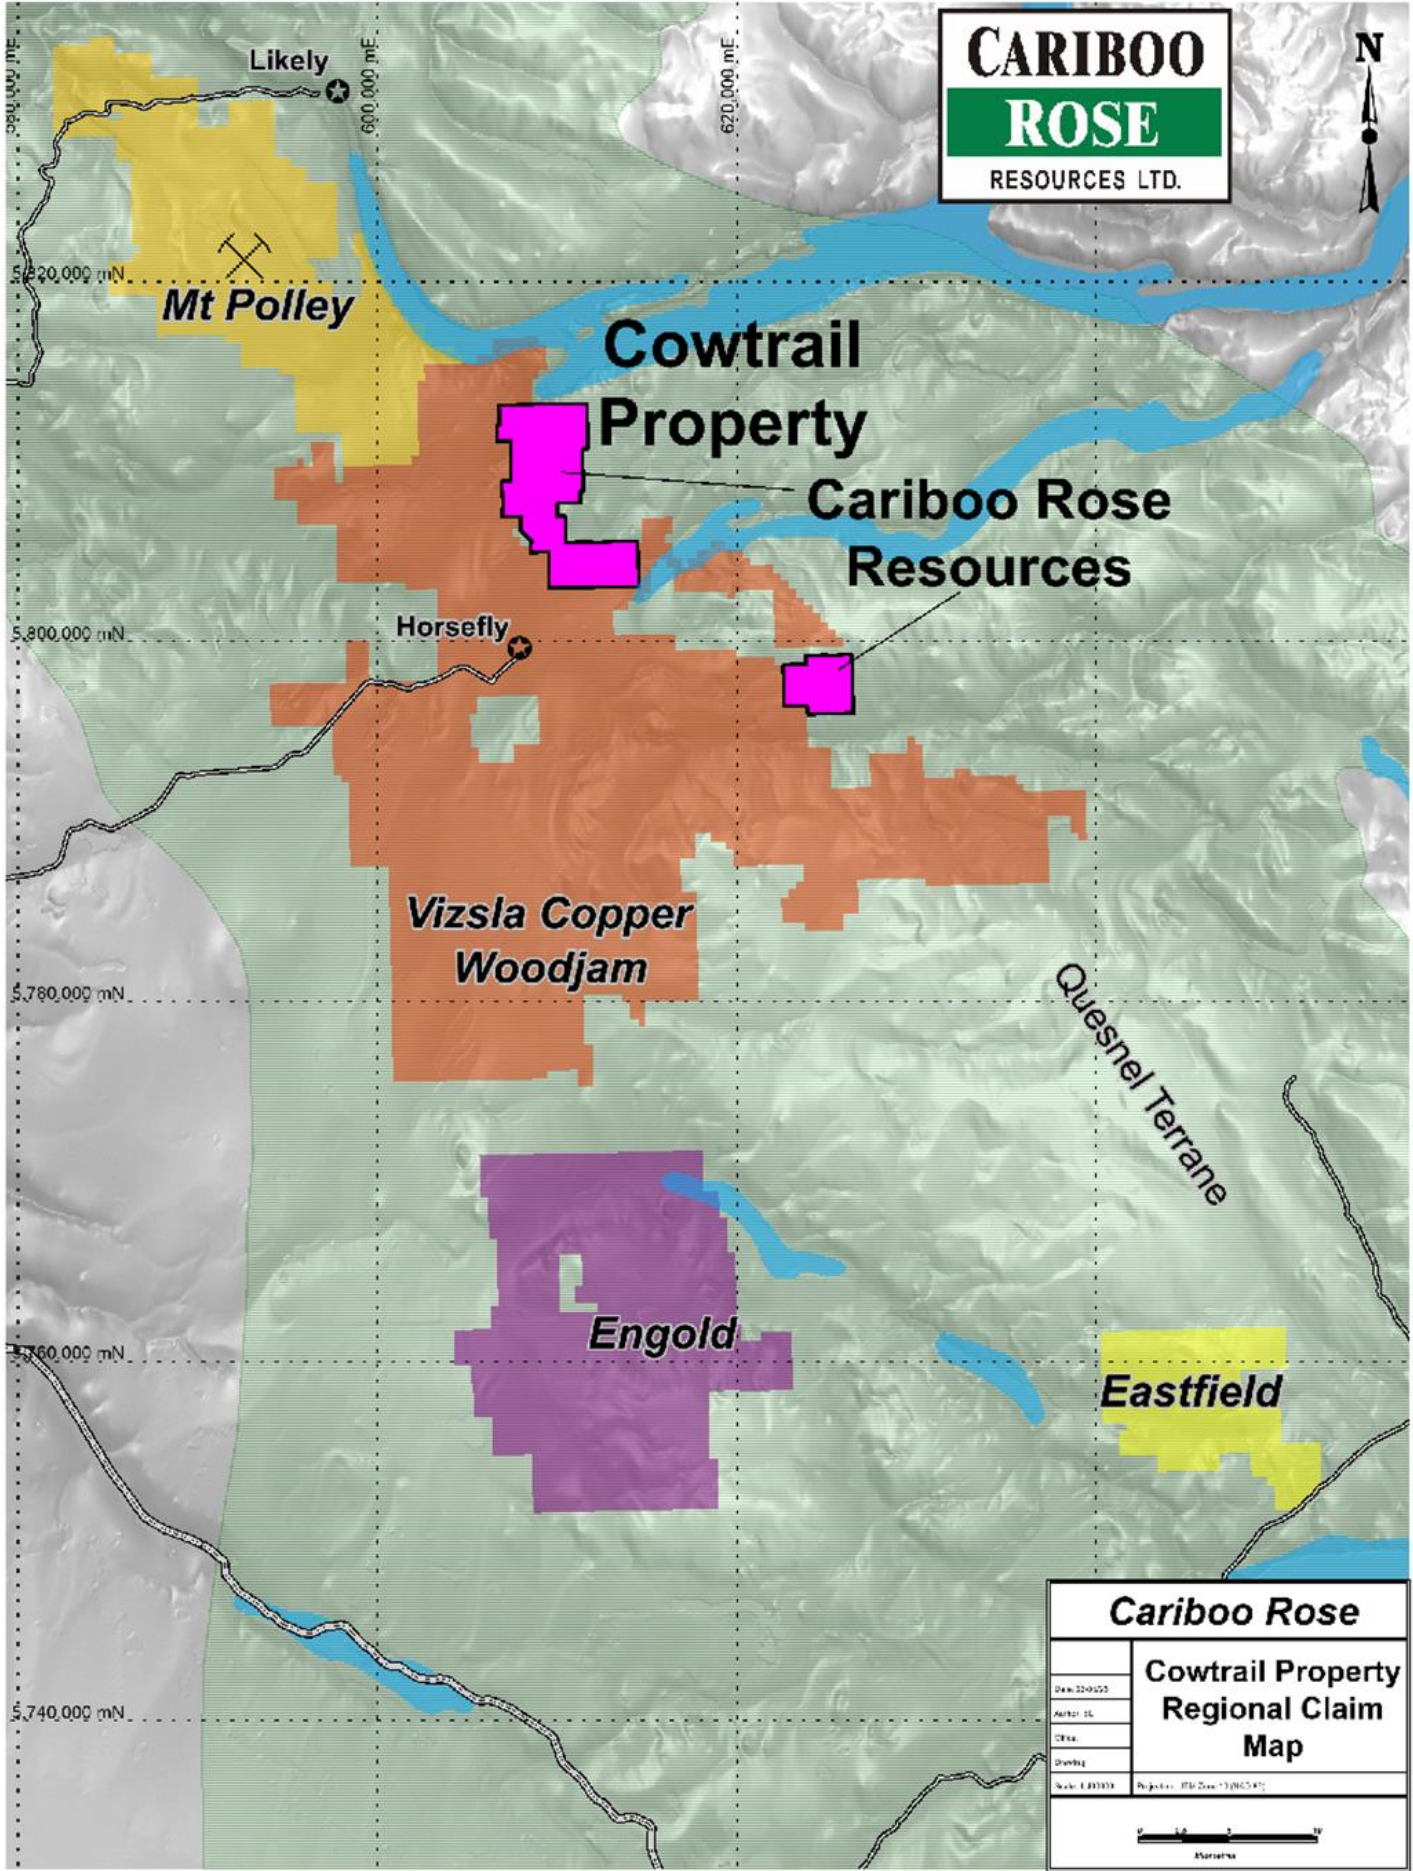 CARIBOO
ROSE
RESOURCES LTD.
N
Likely
600,000 mE
620,000 mE
Mt Polley
Cowtrail
Property
Cariboo Rose
Resources
Horsefly
5,800,000 mN
Vizsla Copper
Woodjam
5,780,000 mN
Quesnel Terrane
Engold
Eastfield
5,740,000 mN
Cariboo Rose
Cowtrail Property
Regional Claim
Map